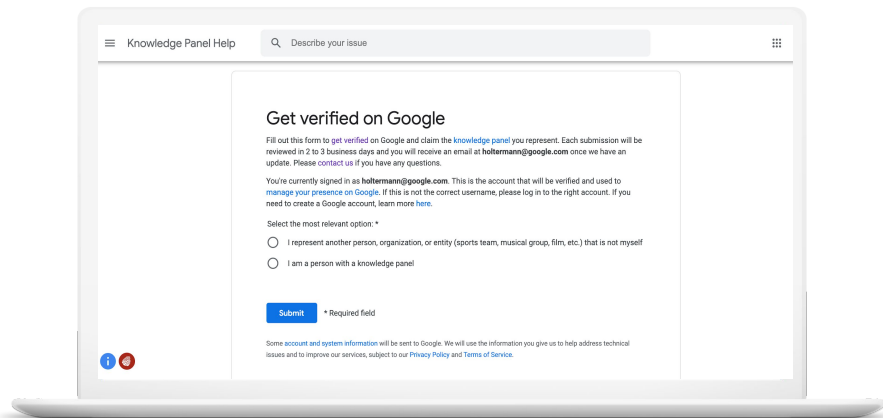 Knowledge Panel Help
Describe your issue
Get verified on Google
Fill out this form to get verified on Google and claim the knowledge panel you represent. Each submission will be
reviewed in 2 to 3 business days and you will receive an email at holtermann@google.com once we have an
update. Please contact us if you have any questions.
You're currently signed in as holtermann@google.com. This is the account that will be verified and used to
manage your presence on Google. If this is not the correct username, please log in to the right account. If you
need to create a Google account, learn more here.
Select the most relevant option: *
I represent another person, organization, or entity (sports team, musical group, film, etc.) that is not myself
I am a person with a knowledge panel
Submit * Required field
Some account and system information will be sent to Google. We will use the information you give us to help address technical
issues and to improve our services, subject to our Privacy Policy and Terms of Service.